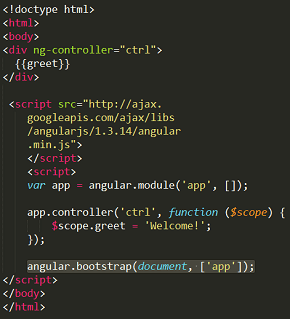 <!doctype html>
<html>
<body>
<div ng-controller="ctrl">
  {{greet}}
</div>

 <script src="http://ajax.
    googleapis.com/ajax/libs
    /angularjs/1.3.14/angular
    .min.js">
    </script>
    <script>
    var app = angular.module('app', []);

    app.controller('ctrl', function ($scope) {
        $scope.greet = 'Welcome!';
    });

    angular.bootstrap(document, ['app']);
</script>
</body>
</html>